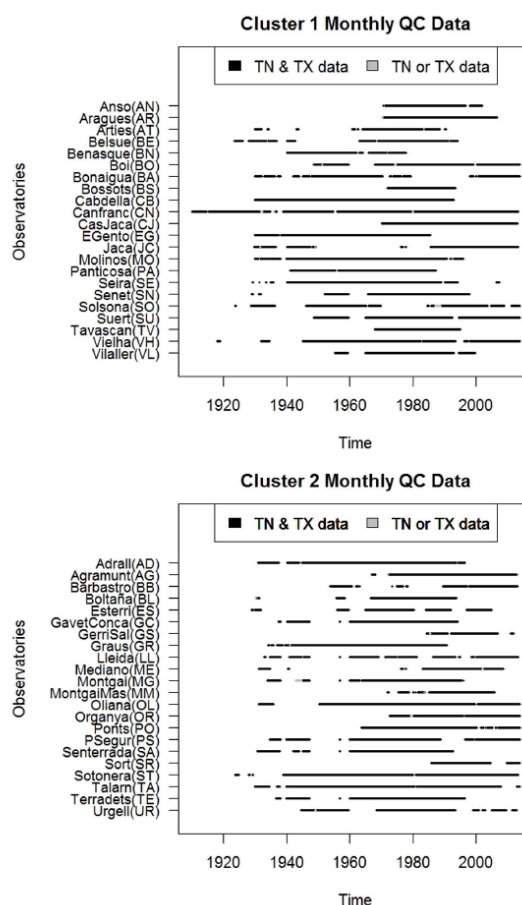 Cluster 1 Monthly QC Data
TN & TX data TN or TX data
Observatories
Anso(AN)
Aragues(AR)
Arties(AT)
Belsue(BE)
Benasque(BN)
Boi(BO)
Bonaigua(BA)
Bossots(BS)
Cabdella(CB)
Canfranc(CN)
CasJaca(CJ)
EGento(EG)
Jaca(JC)
Molinos(MO)
Panticosa(PA)
Seira(SE)
Senet(SN)
Solsona(SO)
Suert(SU)
Tavascan(TV)
Vielha(VH)
Vilaller(VL)
1920 1940 1960 1980 2000
Time
Cluster 2 Monthly QC Data
TN & TX data TN or TX data
Observatories
Adrall(AD)
Agramunt(AG)
Barbastro(BB)
Boltaña(BL)
Esterri(ES)
GavetConca(GC)
GerriSal(GS)
Graus(GR)
Lleida(LL)
Mediano(ME)
Montgai(MG)
MontgaiMas(MM)
Oliana(OL)
Organya(OR)
Ponts(PO)
PSegur(PS)
Senterrada(SA)
Sort(SR)
Sotonera(ST)
Talarn(TA)
Terradets(TE)
Urgell(UR)
1920 1940 1960 1980 2000
Time